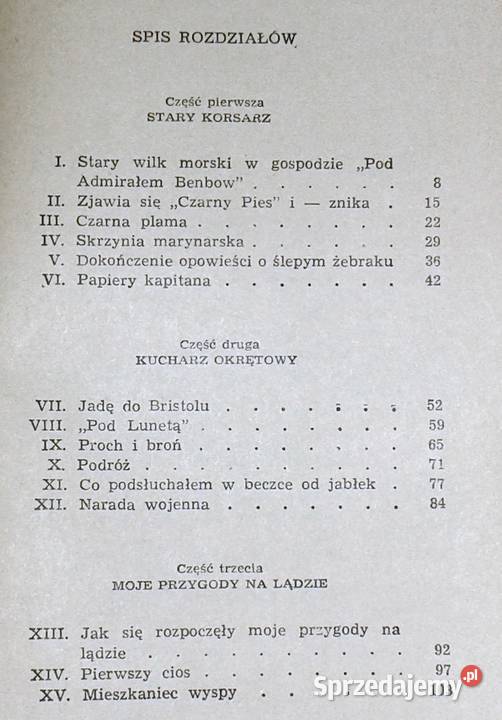 SPIS ROZDZIAŁÓW
Część pierwsza
STARY KORSARZ
I. Stary wilk morski w gospodzie „Pod
Admirałem Benbow” . . . . . . 8
II. Zjawia się „Czarny Pies” i — znika . 15
III. Czarna plama . . . . . . . . 22
IV. Skrzynia marynarska . . . . . . 29
V. Dokończenie opowieści o ślepym żebraku 36
VI. Papiery kapitana . . . . . . . 42
Część druga
KUCHARZ OKRĘTOWY
VII. Jadę do Bristolu . . . . . . . 52
VIII. „Pod Lunetą” . . . . . . . . 59
IX. Proch i broń . . . . . . . . 65
X. Podróż . . . . . . . . . . 71
XI. Co podsłuchałem w beczce od jabłek . 77
XII. Narada wojenna . . . . . . . 84
Część trzecia
MOJE PRZYGODY NA LĄDZIE
XIII. Jak się rozpoczęły moje przygody na
lądzie . . . . . . . . . . 92
XIV. Pierwszy cios . . . . . . . . 97
XV. Mieszkaniec wyspy . . . . .
Sprzedajemy.pl